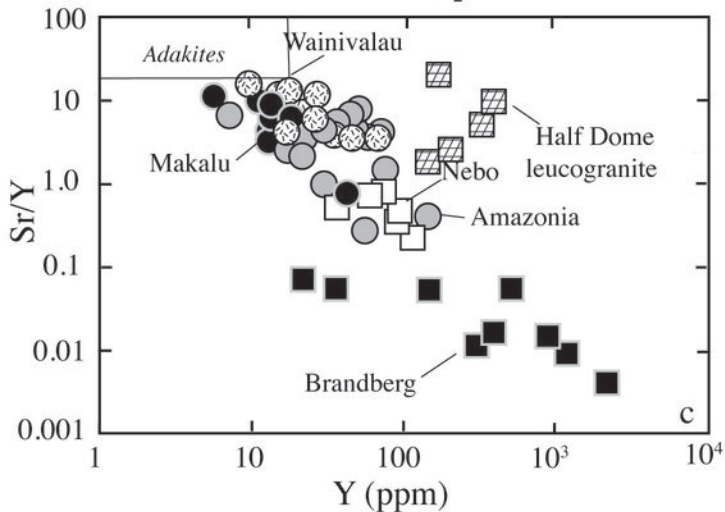 100
10
1.0
0.1
0.01
0.001
Sr/Y
Adakites
Wainivalau
Makalu
Half Dome
leucogranite
Nebo
Amazonia
Brandberg
c
1
10
100
10³
10⁴
Y (ppm)